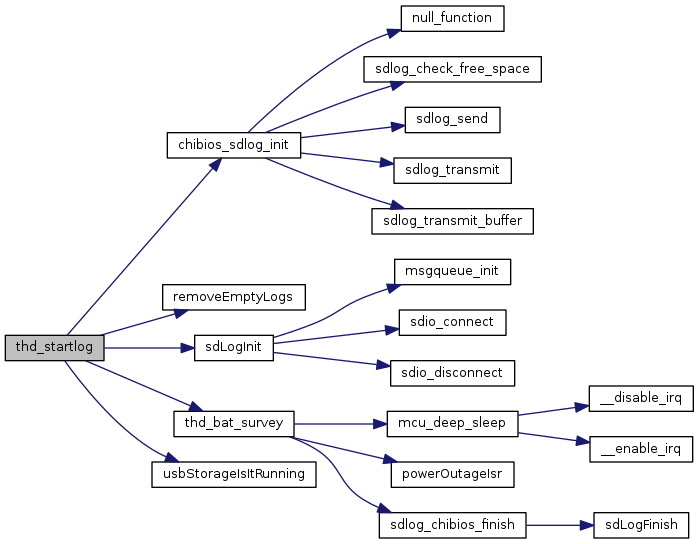 null_function
sdlog_check_free_space
sdlog_send
chibios_sdlog_init
sdlog_transmit
sdlog_transmit_buffer
msgqueue_init
removeEmptyLogs
sdio_connect
thd_startlog
sdLogInit
sdio_disconnect
__disable_irq
thd_bat_survey
mcu_deep_sleep
__enable_irq
usbStorageIsItRunning
powerOutageIsr
sdlog_chibios_finish
sdLogFinish